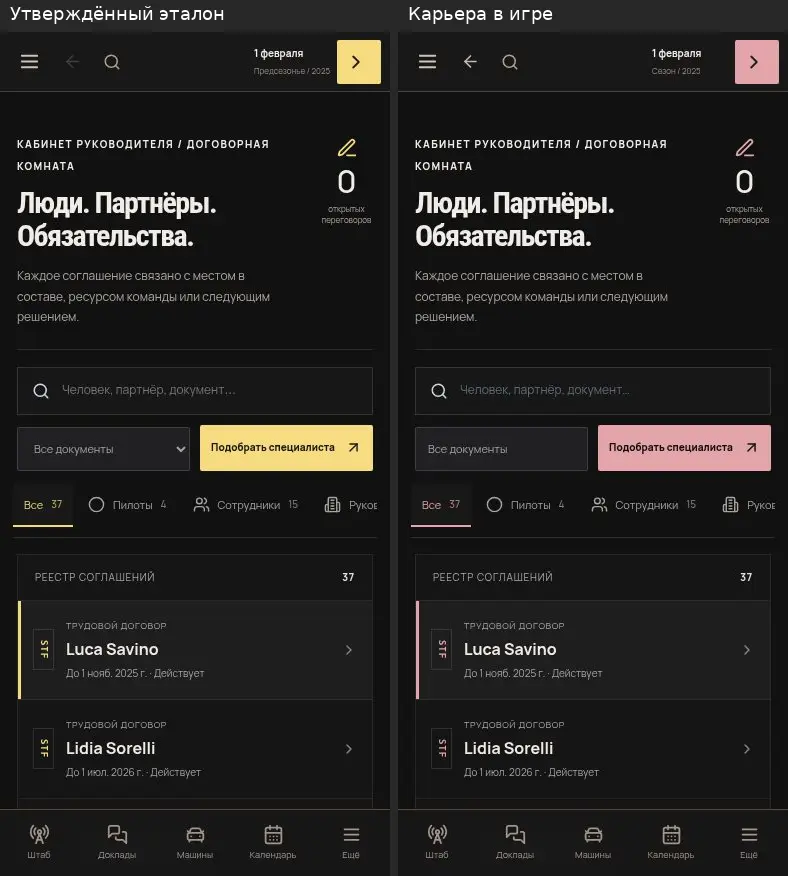 Утверждённый эталон
1 февраля
Предсезонье / 2025
КАБИНЕТ РУКОВОДИТЕЛЯ / ДОГОВОРНАЯ
КОМНАТА
0
открытых
переговоров
Люди. Партнёры.
Обязательства.
Каждое соглашение связано с местом в
составе, ресурсом команды или следующим
решением.
Человек, партнёр, документ...
Все документы
Подобрать специалиста
Все 37
Пилоты 4
Сотрудники 15
Руков
РЕЕСТР СОГЛАШЕНИЙ 37
STF
ТРУДОВОЙ ДОГОВОР
Luca Savino
До 1 нояб. 2025 г. · Действует
STF
ТРУДОВОЙ ДОГОВОР
Lidia Sorelli
До 1 июл. 2026 г. · Действует
Штаб
Доклады
Машины
Календарь
Ещё
Карьера в игре
1 февраля
Сезон / 2025
КАБИНЕТ РУКОВОДИТЕЛЯ / ДОГОВОРНАЯ
КОМНАТА
0
открытых
переговоров
Люди. Партнёры.
Обязательства.
Каждое соглашение связано с местом в
составе, ресурсом команды или следующим
решением.
Человек, партнёр, документ...
Все документы
Подобрать специалиста
Все 37
Пилоты 4
Сотрудники 15
Руков
РЕЕСТР СОГЛАШЕНИЙ 37
STF
ТРУДОВОЙ ДОГОВОР
Luca Savino
До 1 нояб. 2025 г. · Действует
STF
ТРУДОВОЙ ДОГОВОР
Lidia Sorelli
До 1 июл. 2026 г. · Действует
Штаб
Доклады
Машины
Календарь
Ещё